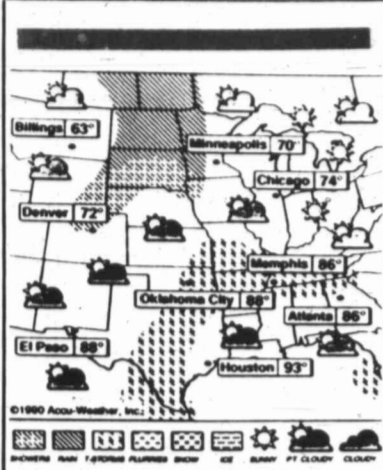 Billings 63°
Minneapolis 70°
Chicago 74°
Denver 72°
Memphis 86°
Oklahoma City 88°
Atlanta 86°
El Paso 88°
Houston 93°
©1990 Accu-Weather, Inc.
SHOWERS RAIN T-STORMS FLURRIES SNOW ICE SUNNY PT. CLOUDY CLOUDY